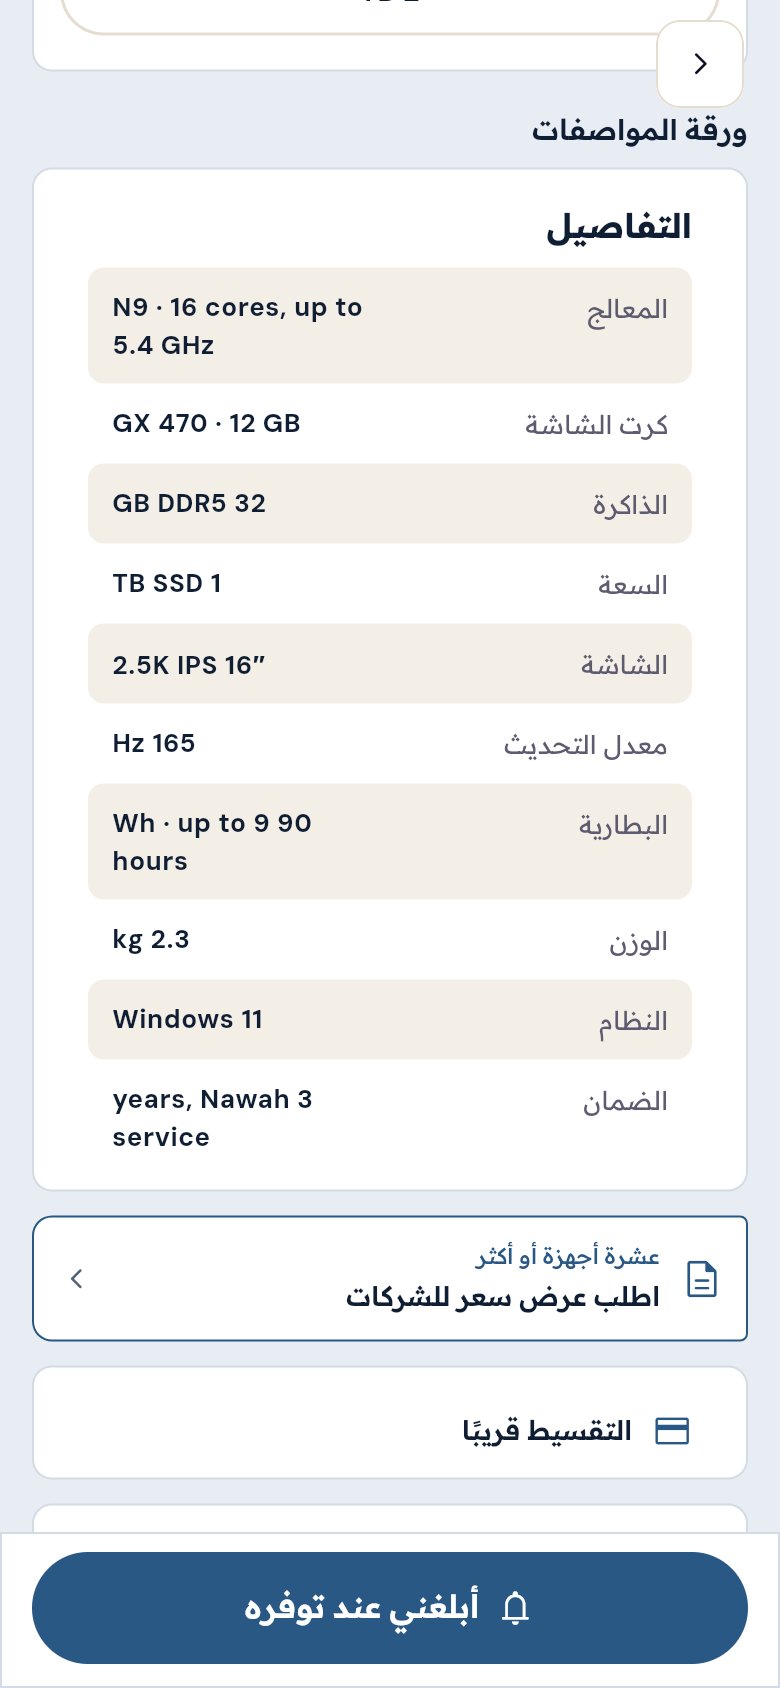 ورقة المواصفات
التفاصيل
المعالج
N9 · 16 cores, up to
5.4 GHz
كرت الشاشة
GX 470 · 12 GB
الذاكرة
GB DDR5 32
السعة
TB SSD 1
الشاشة
2.5K IPS 16″
معدل التحديث
Hz 165
البطارية
Wh · up to 9 90
hours
الوزن
kg 2.3
النظام
Windows 11
الضمان
years, Nawah 3
service
عشرة أجهزة أو أكثر
اطلب عرض سعر للشركات
التقسيط قريبًا
أبلغني عند توفره